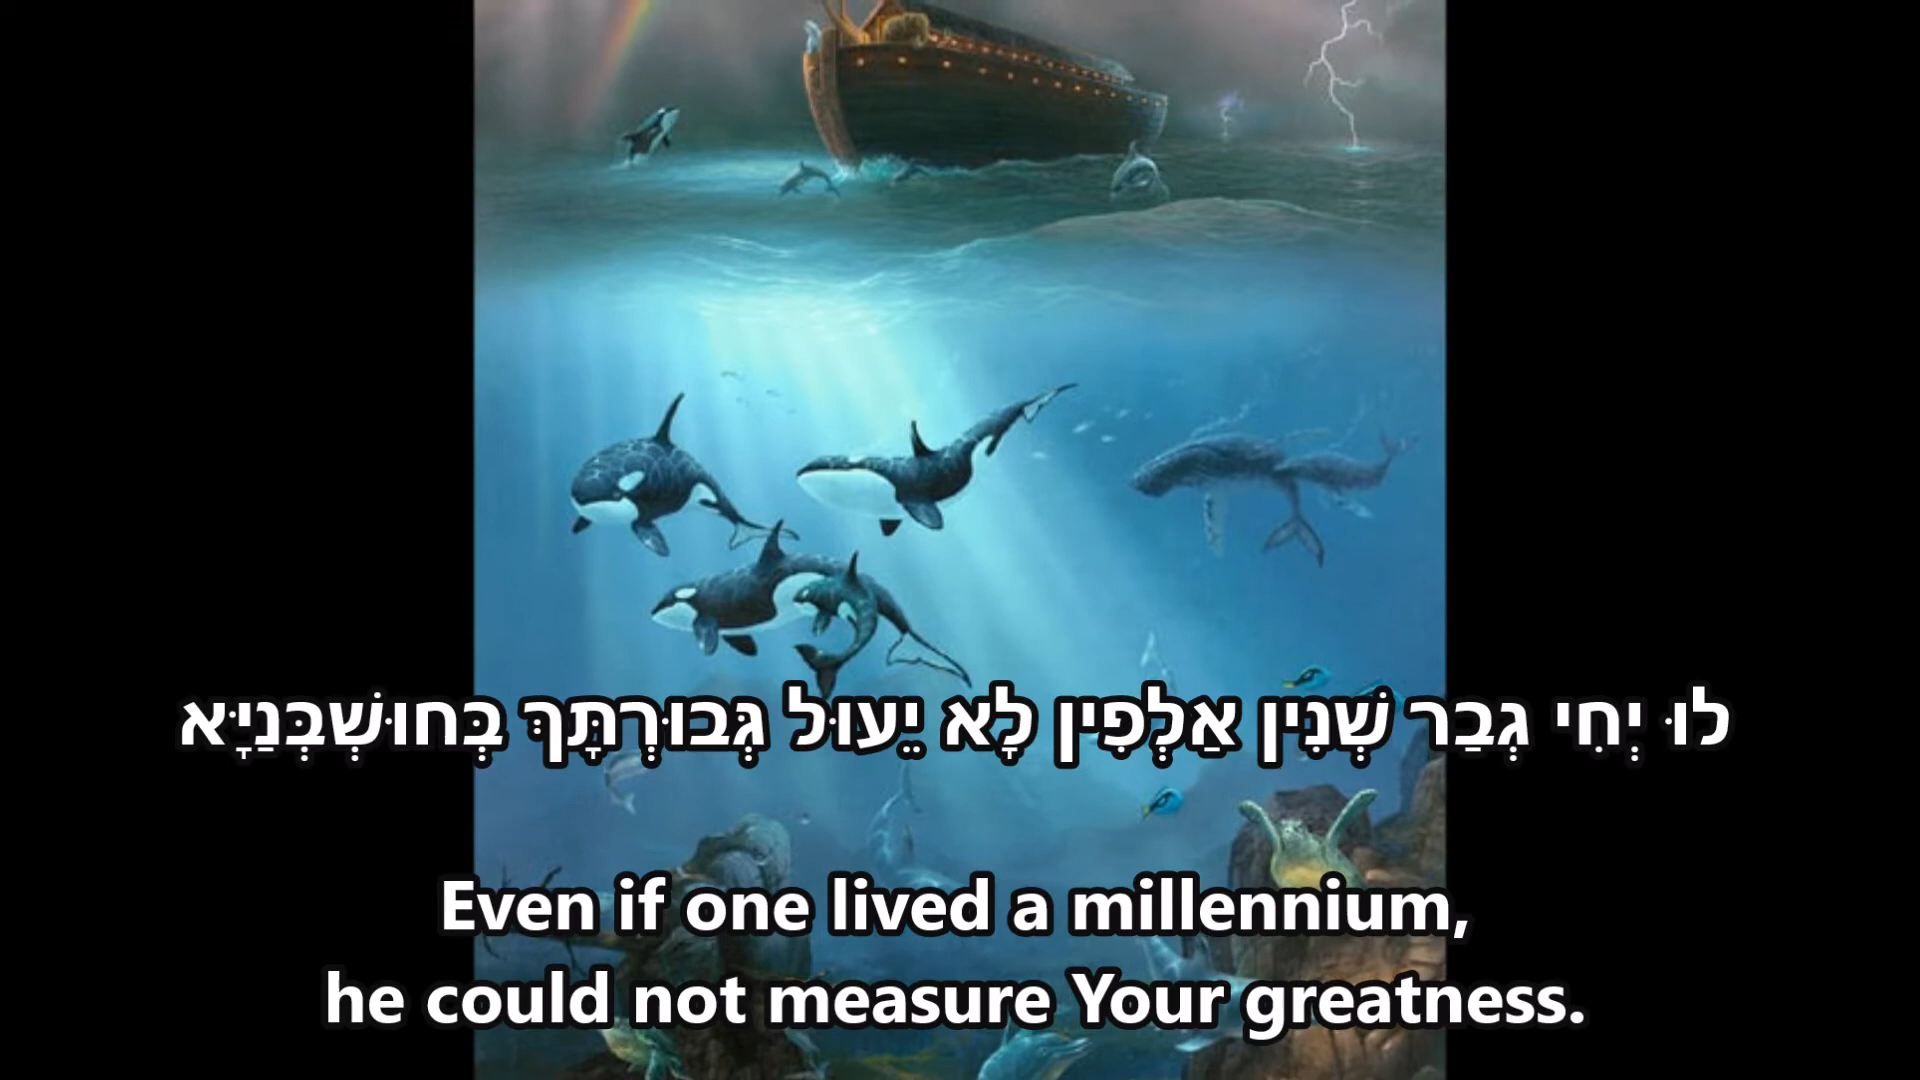 לוּ יְחִי גְבַר שְׁנִין אַלְפִין לָא יֵעוּל גְּבוּרְתָּךְ בְּחוּשְׁבְּנַיָּא
Even if one lived a millennium,
he could not measure Your greatness.